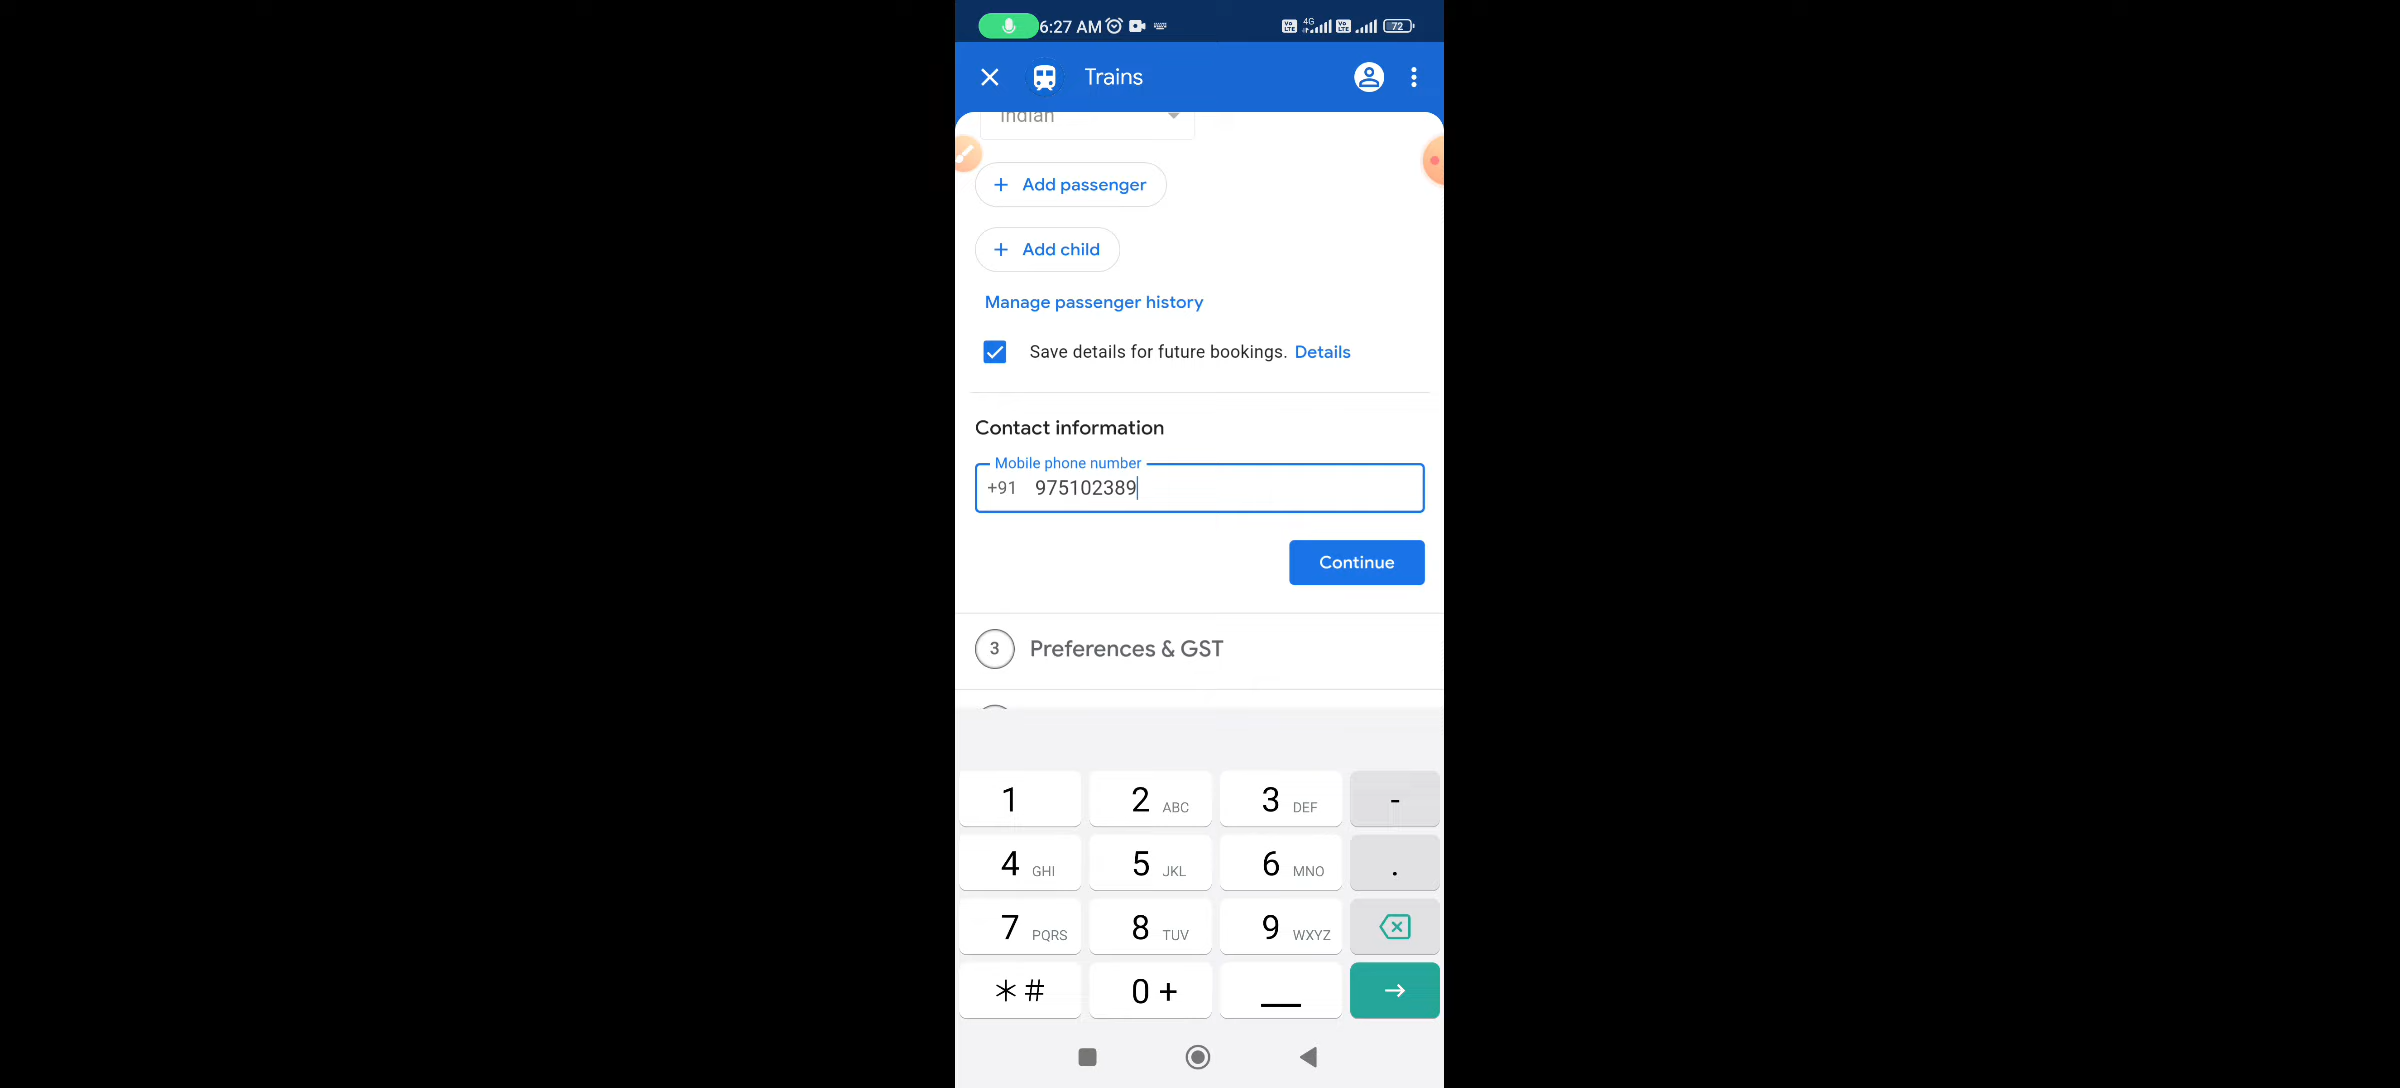 6:27 AM
4G
72
Trains
Indian
+ Add passenger
+ Add child
Manage passenger history
Save details for future bookings. Details
Contact information
Mobile phone number
+91 975102389
Continue
3 Preferences & GST
1 2 ABC 3 DEF -
4 GHI 5 JKL 6 MNO .
7 PQRS 8 TUV 9 WXYZ
*# 0 +